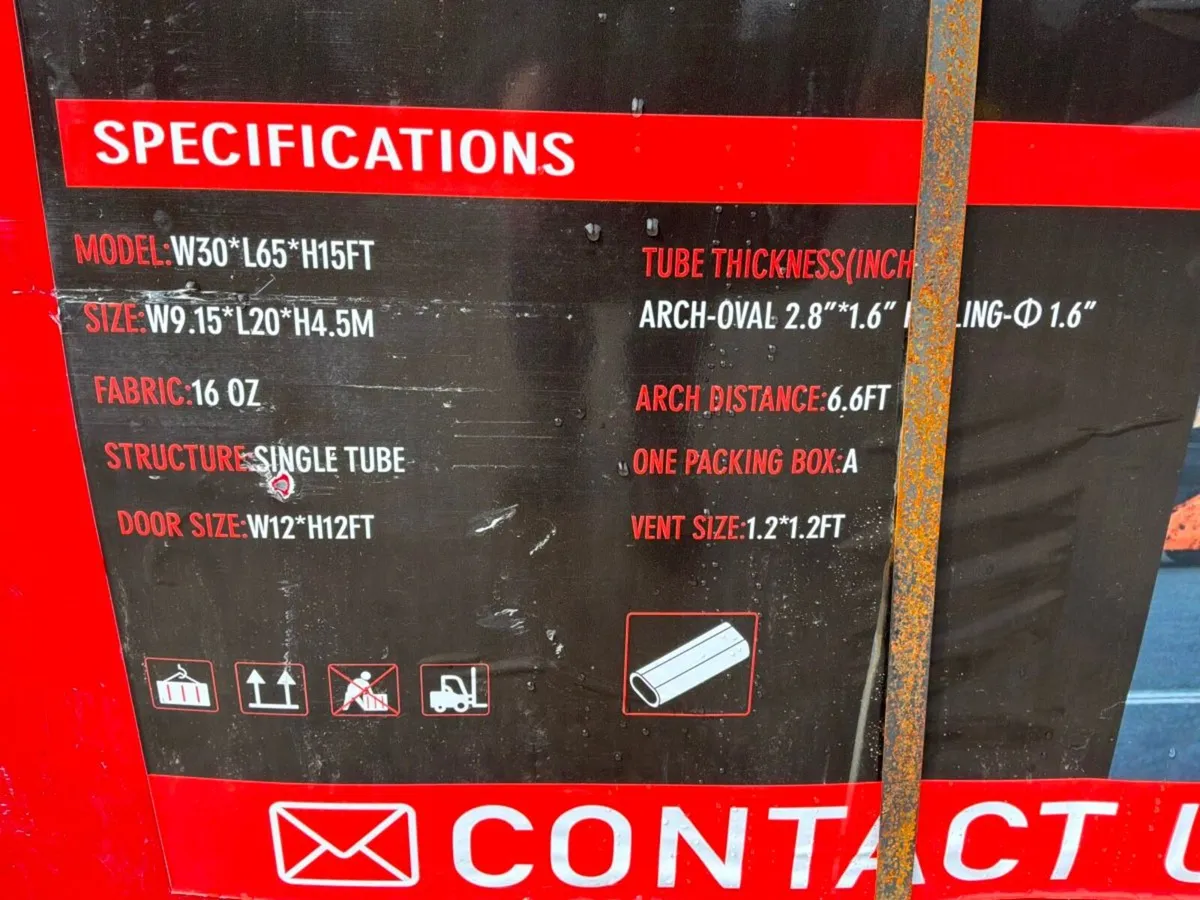 SPECIFICATIONS
MODEL:W30*L65*H15FT
SIZE:W9.15*L20*H4.5M
FABRIC:16 OZ
STRUCTURE:SINGLE TUBE
DOOR SIZE:W12*H12FT
TUBE THICKNESS(INCH
ARCH-OVAL 2.8"*1.6" LING-Φ 1.6"
ARCH DISTANCE:6.6FT
ONE PACKING BOX:A
VENT SIZE:1.2*1.2FT
CONTACT